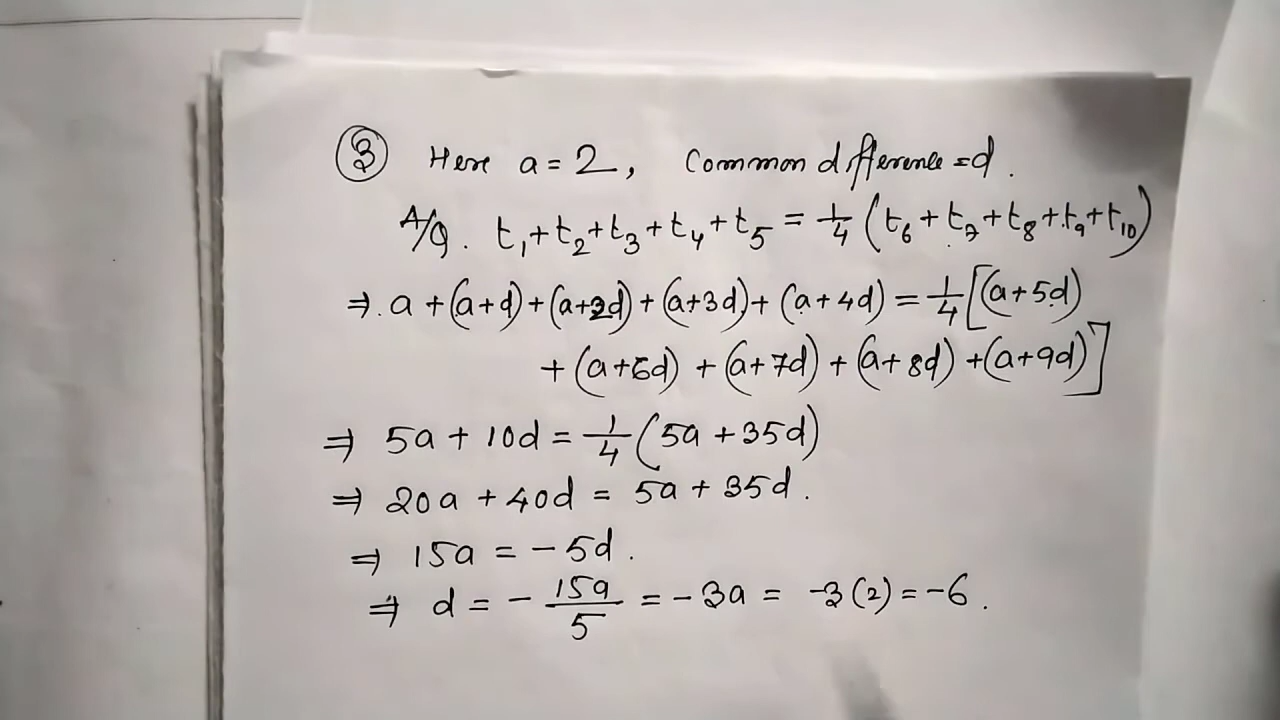 ③ Here a = 2, Common difference = d.
A/Q. t₁ + t₂ + t₃ + t₄ + t₅ = 1/4 (t₆ + t₇ + t₈ + t₉ + t₁₀)
⇒. a + (a+d) + (a+2d) + (a+3d) + (a+4d) = 1/4 [(a+5d)
+ (a+6d) + (a+7d) + (a+8d) + (a+9d)]
⇒ 5a + 10d = 1/4 (5a + 35d)
⇒ 20a + 40d = 5a + 35d.
⇒ 15a = -5d.
⇒ d = - 15a/5 = -3a = -3(2) = -6.